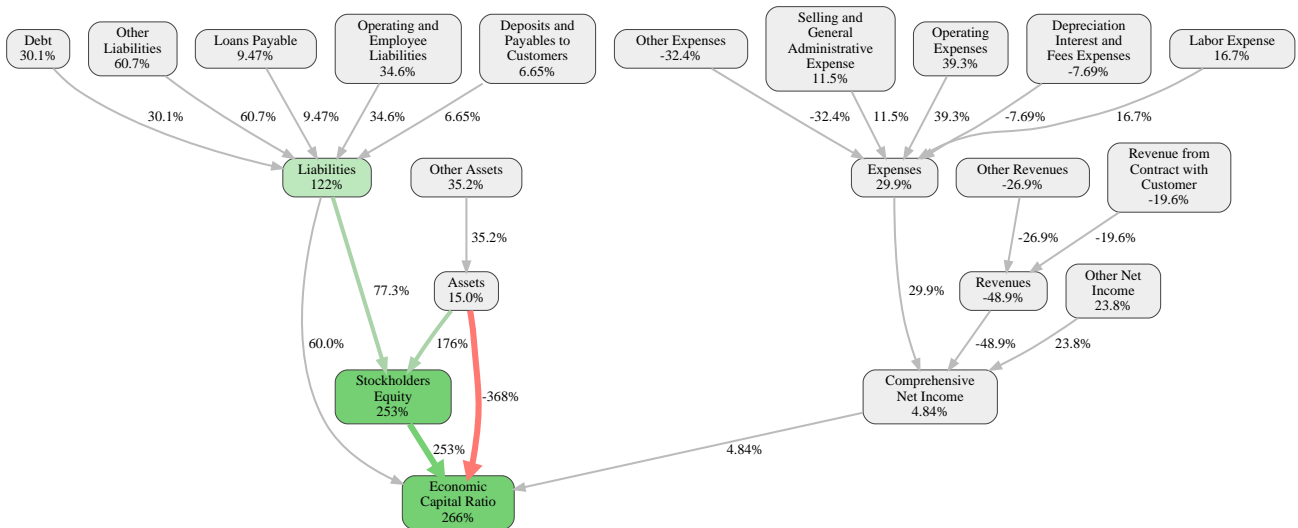 Debt
30.1%
Other
Liabilities
60.7%
Loans Payable
9.47%
Operating and
Employee
Liabilities
34.6%
Deposits and
Payables to
Customers
6.65%
Other Expenses
-32.4%
Selling and
General
Administrative
Expense
11.5%
Operating
Expenses
39.3%
Depreciation
Interest and
Fees Expenses
-7.69%
Labor Expense
16.7%
30.1%
60.7%
9.47%
34.6%
6.65%
-32.4%
11.5%
39.3%
-7.69%
16.7%
Liabilities
122%
Other Assets
35.2%
Expenses
29.9%
Other Revenues
-26.9%
Revenue from
Contract with
Customer
-19.6%
35.2%
-26.9%
-19.6%
77.3%
Assets
15.0%
29.9%
Revenues
-48.9%
Other Net
Income
23.8%
60.0%
176%
-48.9%
23.8%
Stockholders
Equity
253%
-368%
Comprehensive
Net Income
4.84%
253%
4.84%
Economic
Capital Ratio
266%